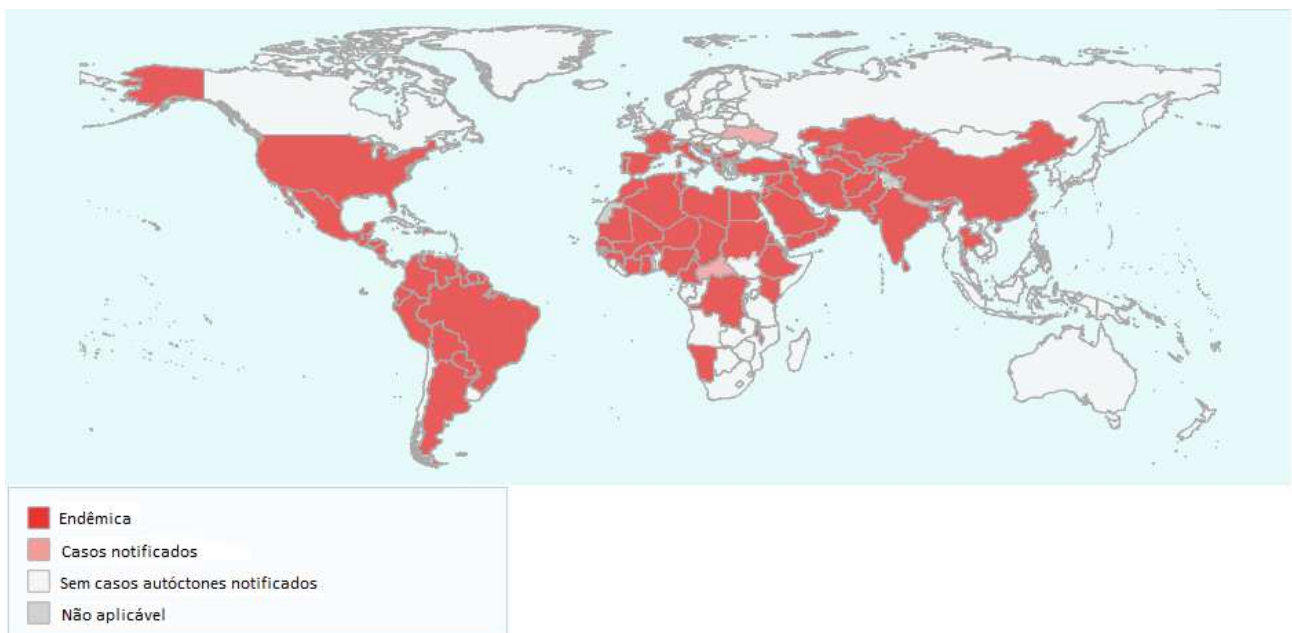 Endêmica
Casos notificados
Sem casos autóctones notificados
Não aplicável